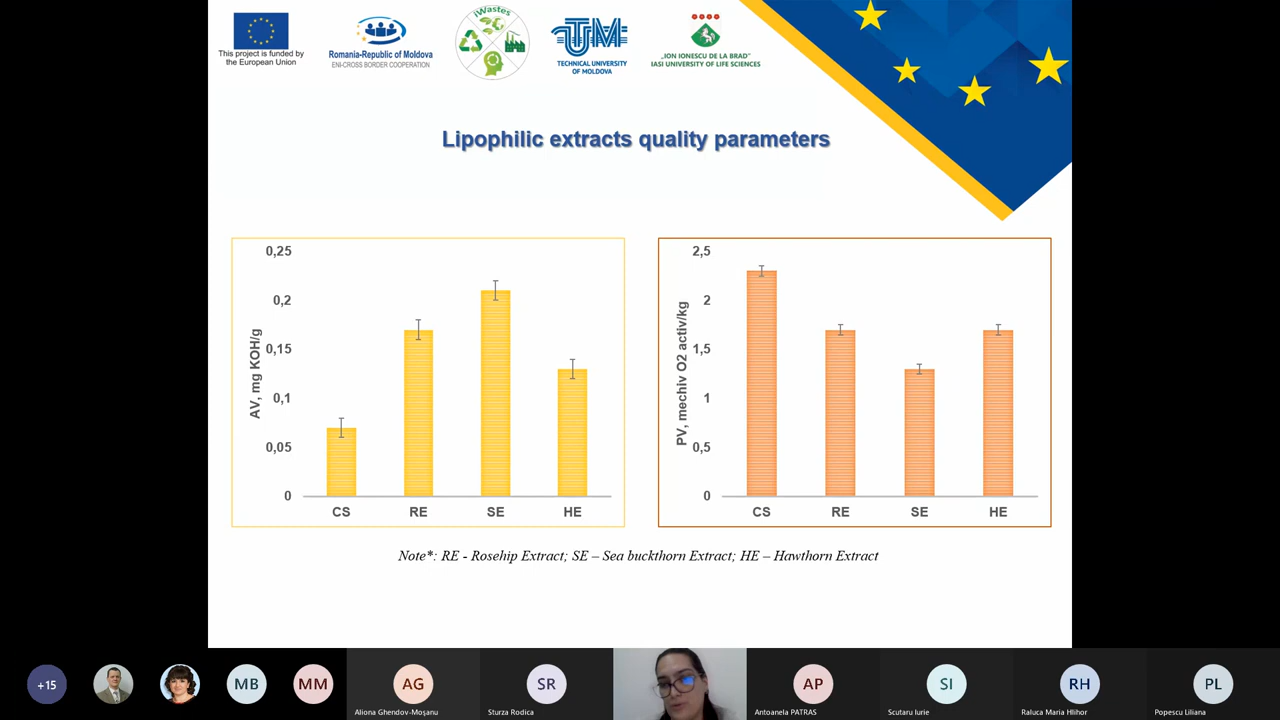 This project is funded by
the European Union
Romania-Republic of Moldova
ENI-CROSS BORDER COOPERATION
iWastes
UTM
TECHNICAL UNIVERSITY
OF MOLDOVA
„ION IONESCU DE LA BRAD”
IASI UNIVERSITY OF LIFE SCIENCES
Lipophilic extracts quality parameters
AV, mg KOH/g
0,25
0,2
0,15
0,1
0,05
0
CS RE SE HE
PV, mechiv O2 activ/kg
2,5
2
1,5
1
0,5
0
CS RE SE HE
Note*: RE - Rosehip Extract; SE – Sea buckthorn Extract; HE – Hawthorn Extract
+15
MB
MM
AG
Aliona Ghendov-Moșanu
SR
Sturza Rodica
AP
Antoanela PATRAS
SI
Scutaru Iurie
RH
Raluca Maria Hlihor
PL
Popescu Liliana